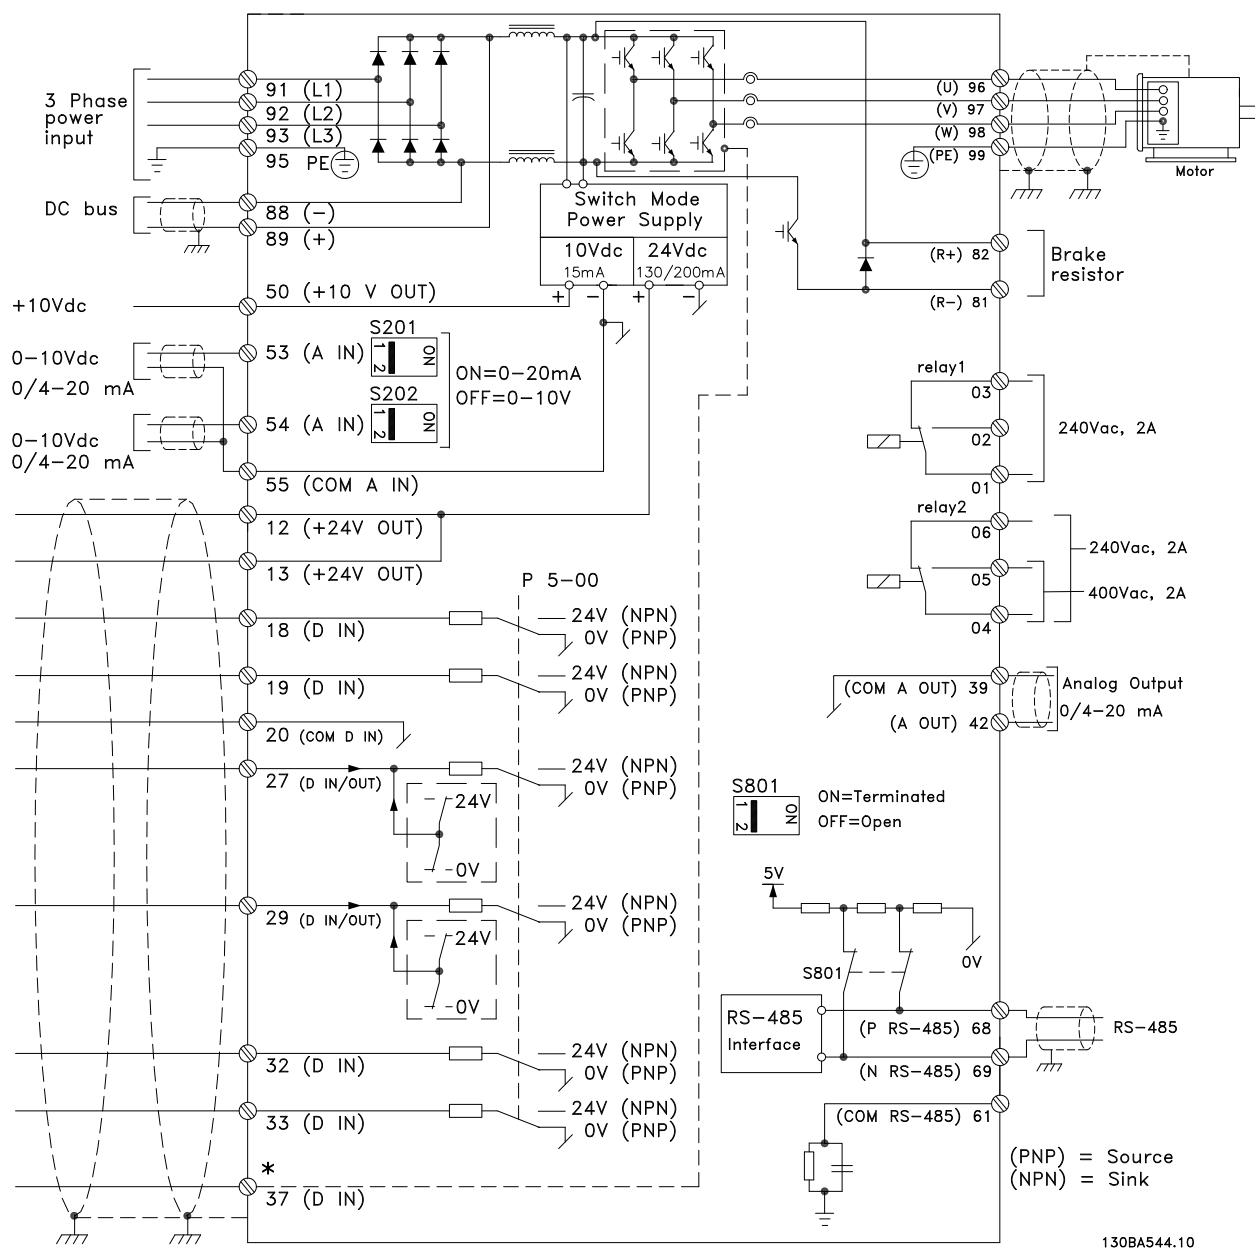 3 Phase
power
input
91 (L1)
92 (L2)
93 (L3)
95 PE
DC bus
88 (−)
89 (+)
+10Vdc
50 (+10 V OUT)
0−10Vdc
0/4−20 mA
53 (A IN)
0−10Vdc
0/4−20 mA
54 (A IN)
55 (COM A IN)
12 (+24V OUT)
13 (+24V OUT)
18 (D IN)
19 (D IN)
20 (COM D IN)
27 (D IN/OUT)
24V
0V
29 (D IN/OUT)
24V
0V
32 (D IN)
33 (D IN)
*
37 (D IN)
S201
1
2
ON
S202
1
2
ON
ON=0−20mA
OFF=0−10V
Switch Mode
Power Supply
10Vdc
15mA
24Vdc
130/200mA
+ − + −
P 5−00
24V (NPN)
0V (PNP)
24V (NPN)
0V (PNP)
24V (NPN)
0V (PNP)
24V (NPN)
0V (PNP)
24V (NPN)
0V (PNP)
24V (NPN)
0V (PNP)
(U) 96
(V) 97
(W) 98
(PE) 99
Motor
(R+) 82
(R−) 81
Brake
resistor
relay1
03
02
01
240Vac, 2A
relay2
06
05
04
240Vac, 2A
400Vac, 2A
(COM A OUT) 39
(A OUT) 42
Analog Output
0/4−20 mA
S801
1
2
ON
ON=Terminated
OFF=Open
5V
0V
S801
RS−485
Interface
(P RS−485) 68
(N RS−485) 69
RS−485
(COM RS−485) 61
(PNP) = Source
(NPN) = Sink
130BA544.10